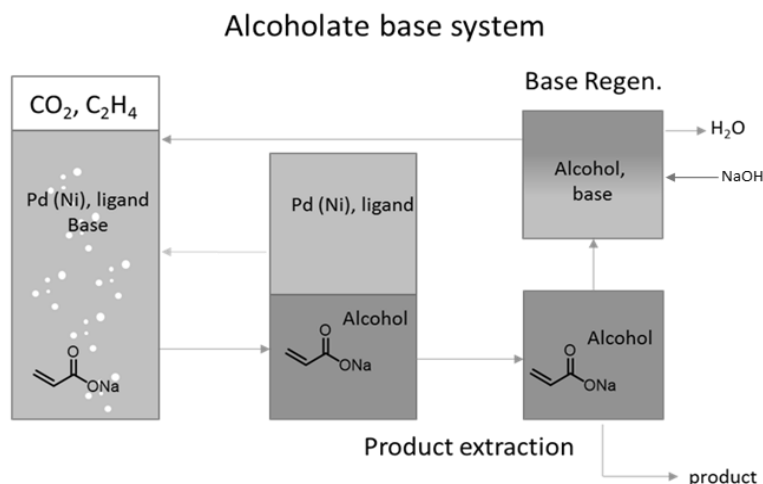 Alcoholate base system
CO₂, C₂H₄
Pd (Ni), ligand
Base
O
ONa
Pd (Ni), ligand
Alcohol
O
ONa
Base Regen.
Alcohol,
base
H₂O
NaOH
Alcohol
O
ONa
Product extraction
product